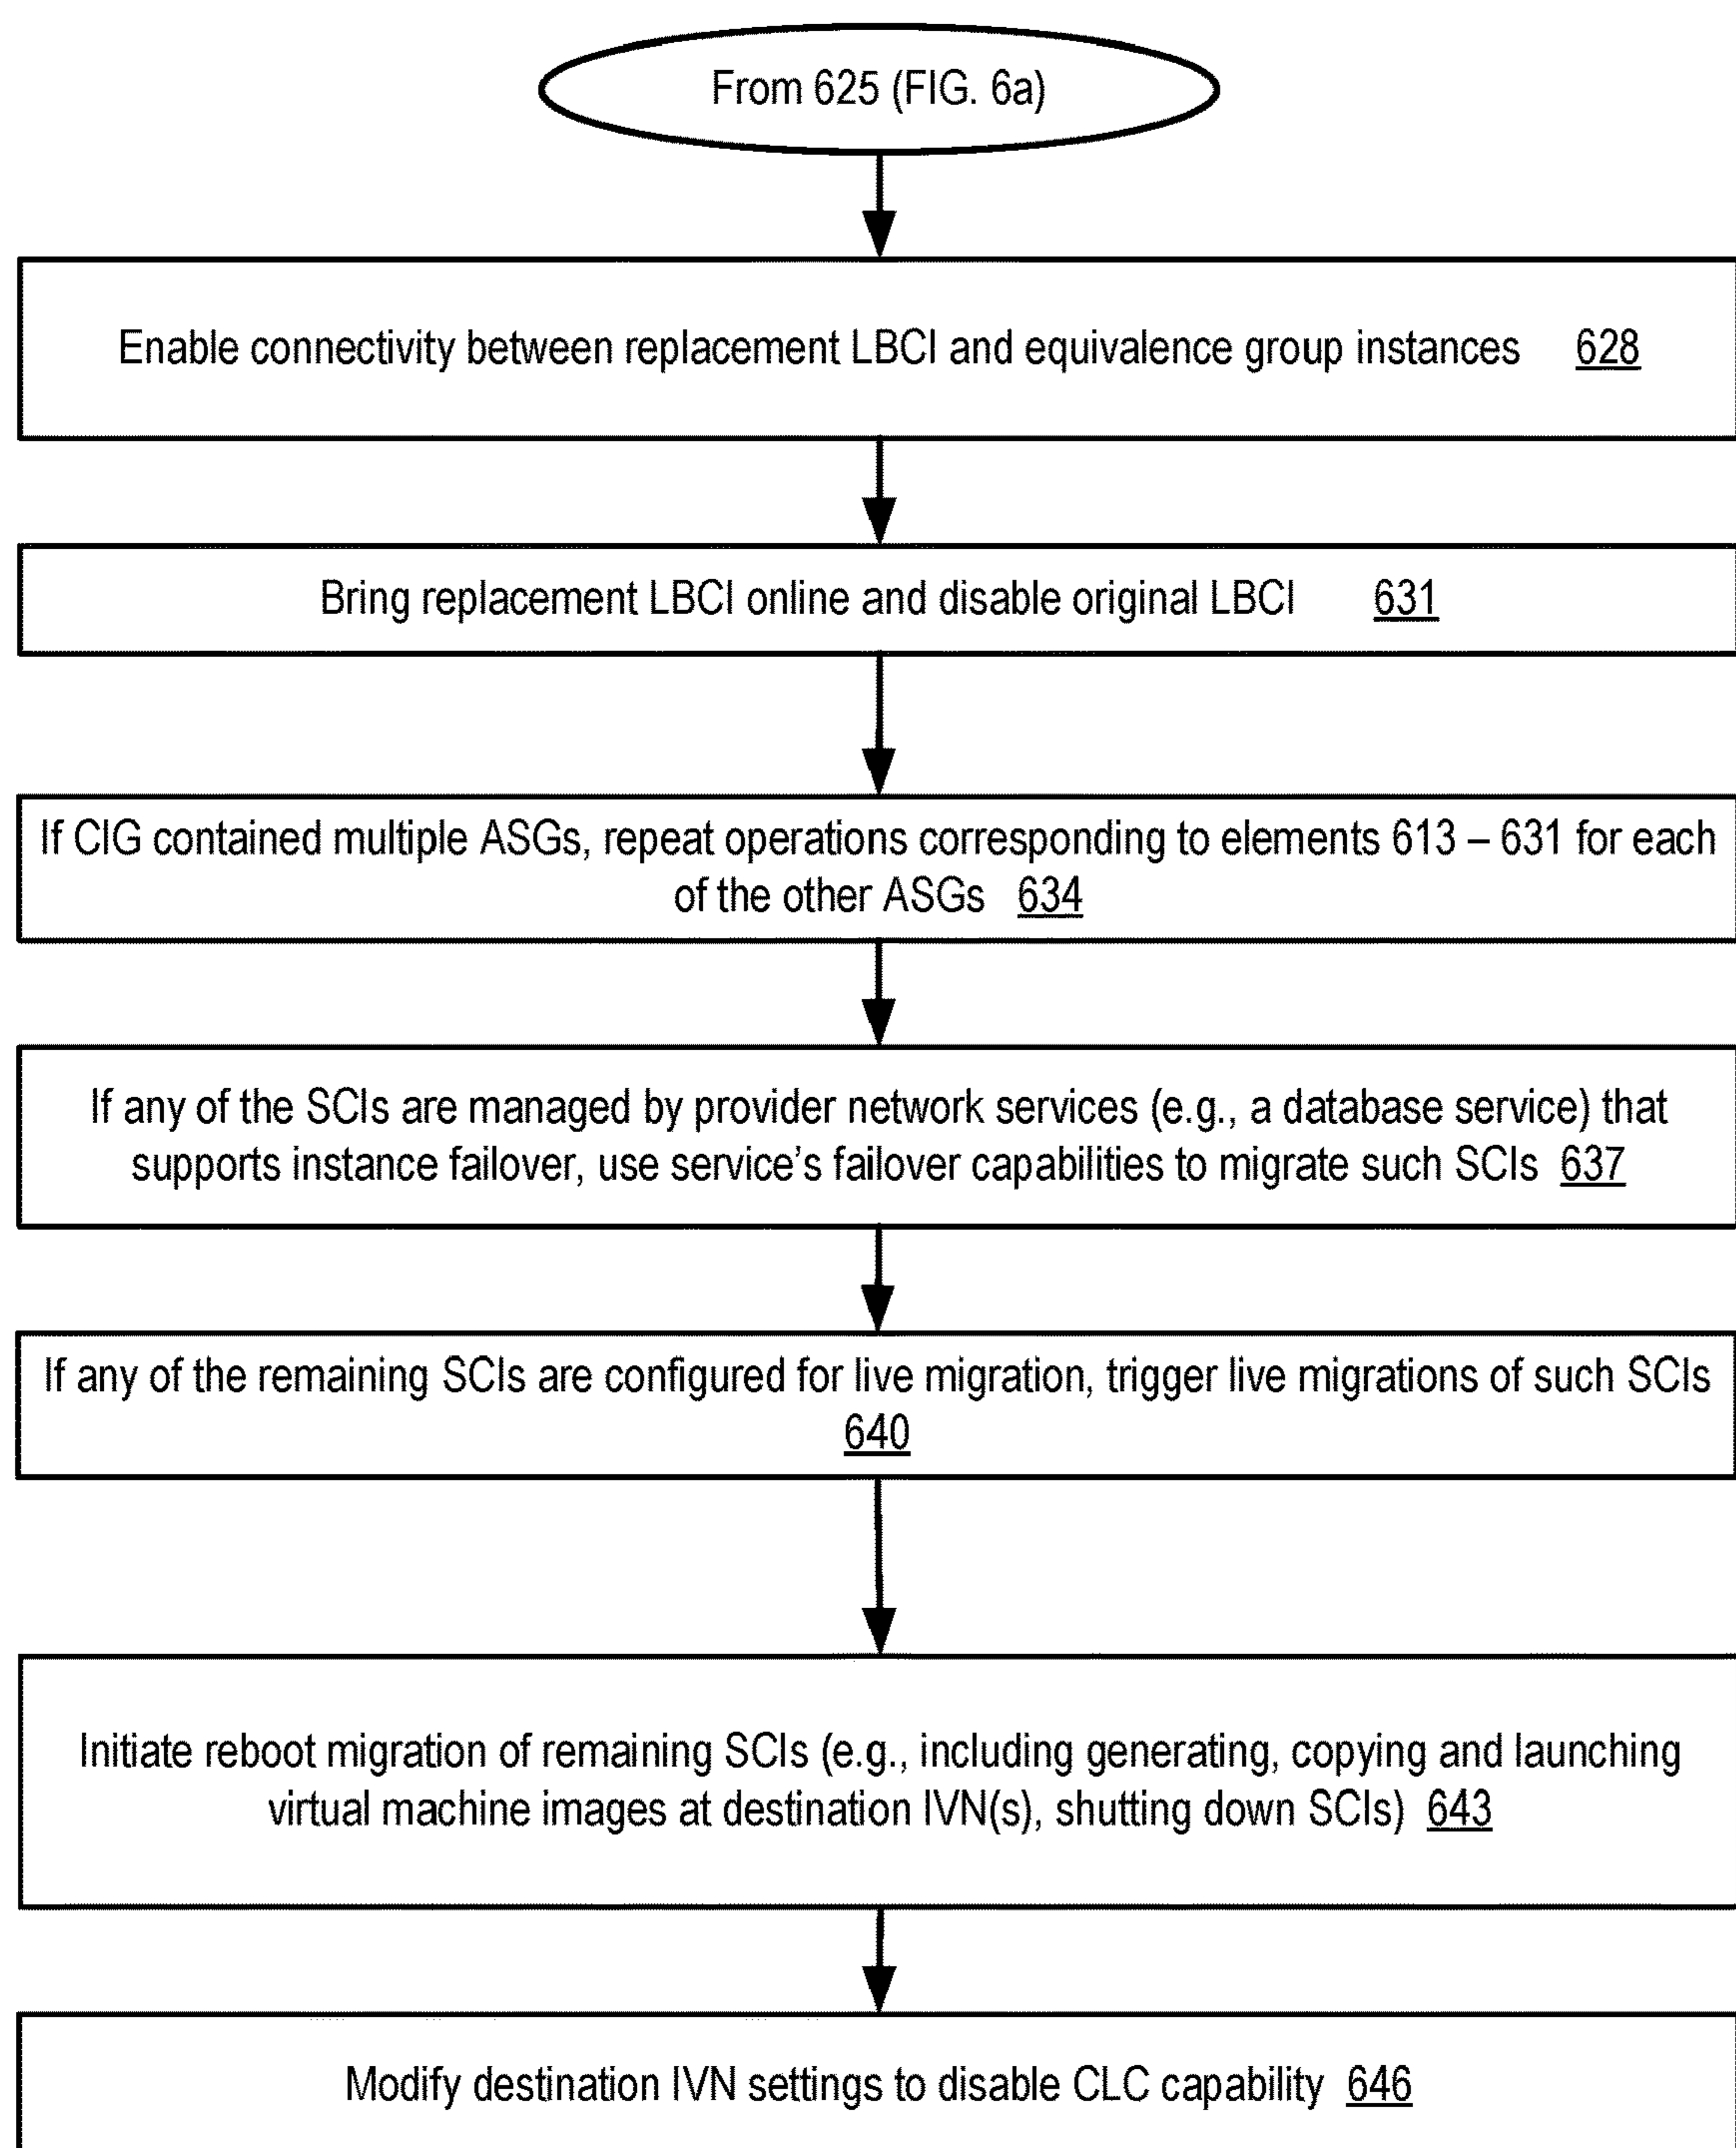 From 625 (FIG. 6a)
Enable connectivity between replacement LBCI and equivalence group instances 628
Bring replacement LBCI online and disable original LBCI 631
If CIG contained multiple ASGs, repeat operations corresponding to elements 613 – 631 for each
of the other ASGs 634
If any of the SCIs are managed by provider network services (e.g., a database service) that
supports instance failover, use service's failover capabilities to migrate such SCIs 637
If any of the remaining SCIs are configured for live migration, trigger live migrations of such SCIs
640
Initiate reboot migration of remaining SCIs (e.g., including generating, copying and launching
virtual machine images at destination IVN(s), shutting down SCIs) 643
Modify destination IVN settings to disable CLC capability 646